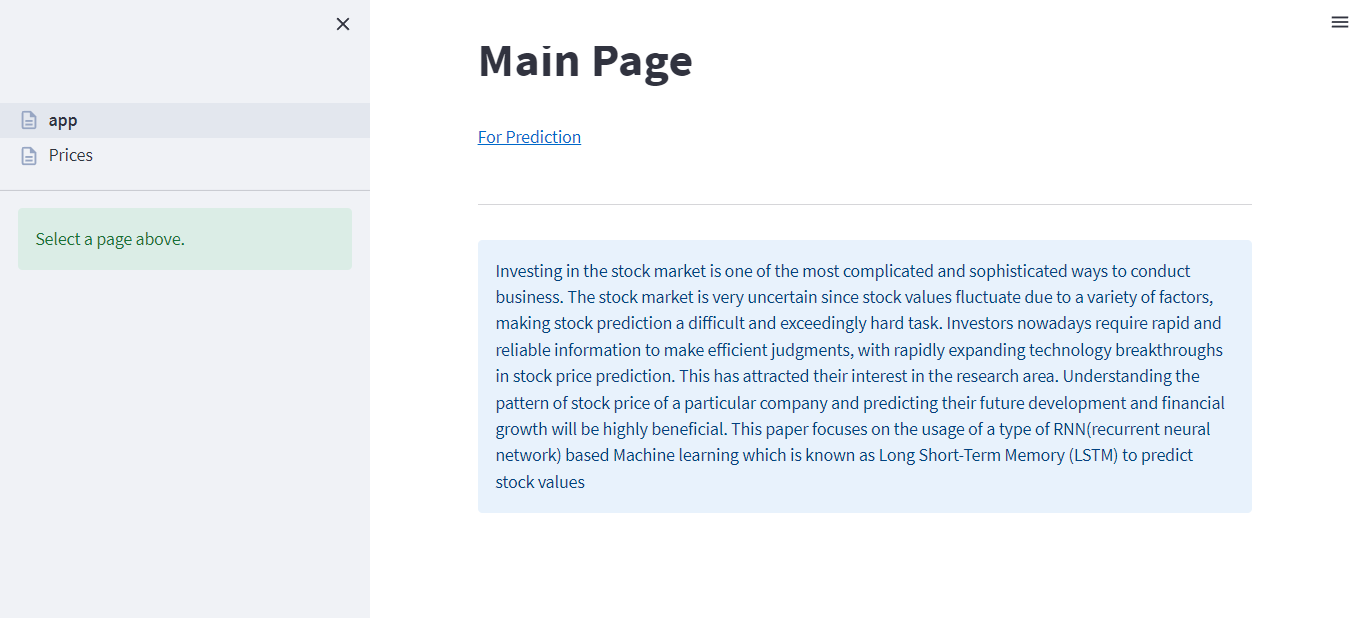 app
Prices
Select a page above.
Main Page
For Prediction
Investing in the stock market is one of the most complicated and sophisticated ways to conduct
business. The stock market is very uncertain since stock values fluctuate due to a variety of factors,
making stock prediction a difficult and exceedingly hard task. Investors nowadays require rapid and
reliable information to make efficient judgments, with rapidly expanding technology breakthroughs
in stock price prediction. This has attracted their interest in the research area. Understanding the
pattern of stock price of a particular company and predicting their future development and financial
growth will be highly beneficial. This paper focuses on the usage of a type of RNN(recurrent neural
network) based Machine learning which is known as Long Short-Term Memory (LSTM) to predict
stock values